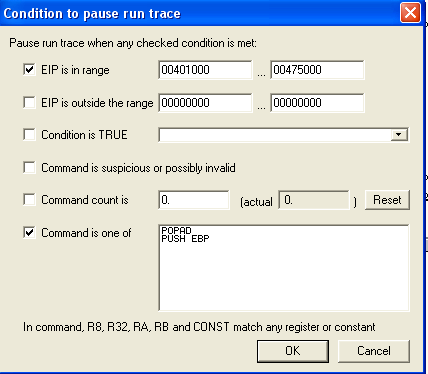 Condition to pause run trace
Pause run trace when any checked condition is met:
EIP is in range 00401000 ... 00475000
EIP is outside the range 00000000 ... 00000000
Condition is TRUE
Command is suspicious or possibly invalid
Command count is 0. (actual 0. ) Reset
Command is one of POPAD
PUSH EBP
In command, R8, R32, RA, RB and CONST match any register or constant
OK Cancel